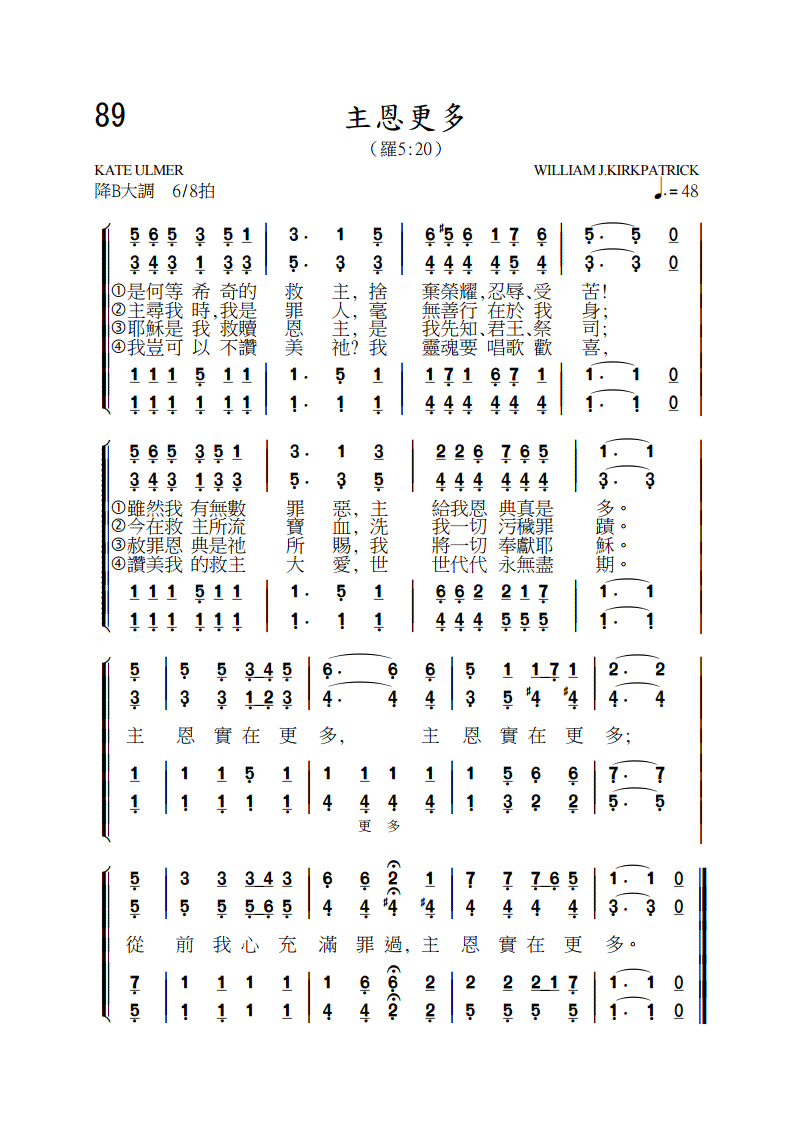 89
主恩更多
（羅5:20）
KATE ULMER WILLIAM J.KIRKPATRICK
降B大調 6/8拍 ♩. = 48
5 6 5 3 5 1 | 3 · 1 5 | 6 #5 6 1 7 6 | 5 · 5 0
3 4 3 1 3 3 | 5 · 3 3 | 4 4 4 4 5 4 | 3 · 3 0
①是何等希奇的救主,捨棄榮耀,忍辱、受苦!
②主尋我時,我是罪人,毫無善行在於我身;
③耶穌是我救贖恩主,是我先知、君王、祭司;
④我豈可以不讚美祂?我靈魂要唱歌歡喜,
1 1 1 5 1 1 | 1 · 5 1 | 1 7 1 6 7 1 | 1 · 1 0
1 1 1 1 1 1 | 1 · 1 1 | 4 4 4 4 4 4 | 1 · 1 0
5 6 5 3 5 1 | 3 · 1 3 | 2 2 6 7 6 5 | 1 · 1
3 4 3 1 3 3 | 5 · 3 5 | 4 4 4 4 4 4 | 3 · 3
①雖然我有無數罪惡,主給我恩典真是多。
②今在救主所流寶血,洗我一切污穢罪蹟。
③赦罪恩典是祂所賜,我將一切奉獻耶穌。
④讚美我的救主大愛,世世代代永無盡期。
1 1 1 5 1 1 | 1 · 5 1 | 6 6 2 2 1 7 | 1 · 1
1 1 1 1 1 1 | 1 · 1 1 | 4 4 4 5 5 5 | 1 · 1
5 | 5 5 3 4 5 | 6 · 6 6 | 5 1 1 7 1 | 2 · 2
3 | 3 3 1 2 3 | 4 · 4 4 | 3 5 #4 #4 | 4 · 4
主恩實在更多,主恩實在更多;
1 | 1 1 5 1 | 1 1 1 1 | 1 5 6 6 | 7 · 7
1 | 1 1 1 1 | 4 4 4 4 | 1 3 2 2 | 5 · 5
更多
5 | 3 3 3 4 3 | 6 6 2 1 | 7 7 7 6 5 | 1 · 1 0
5 | 5 5 5 6 5 | 4 4 #4 #4 | 4 4 4 4 | 3 · 3 0
從前我心充滿罪過,主恩實在更多。
7 | 1 1 1 1 | 1 6 6 2 | 2 2 2 1 7 | 1 · 1 0
5 | 1 1 1 1 | 4 4 2 2 | 5 5 5 5 | 1 · 1 0